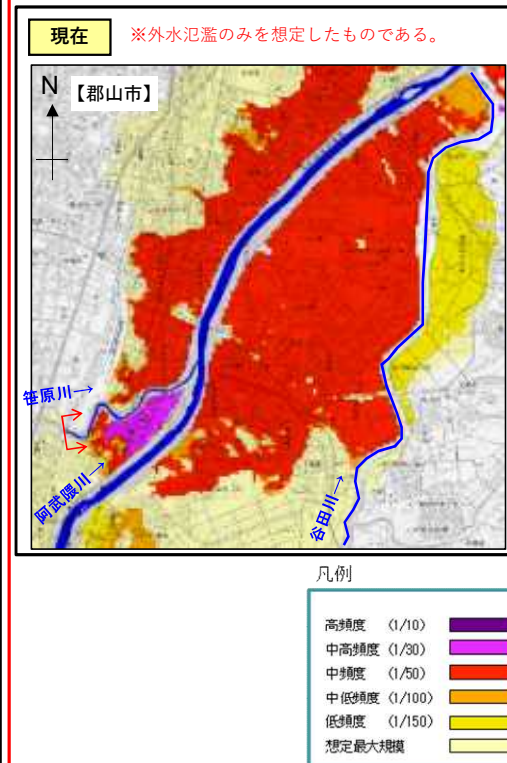 現在
※外水氾濫のみを想定したものである。
N
【郡山市】
笹原川→
阿武隈川→
谷田川→
凡例
高頻度 (1/10)
中高頻度 (1/30)
中頻度 (1/50)
中低頻度 (1/100)
低頻度 (1/150)
想定最大規模